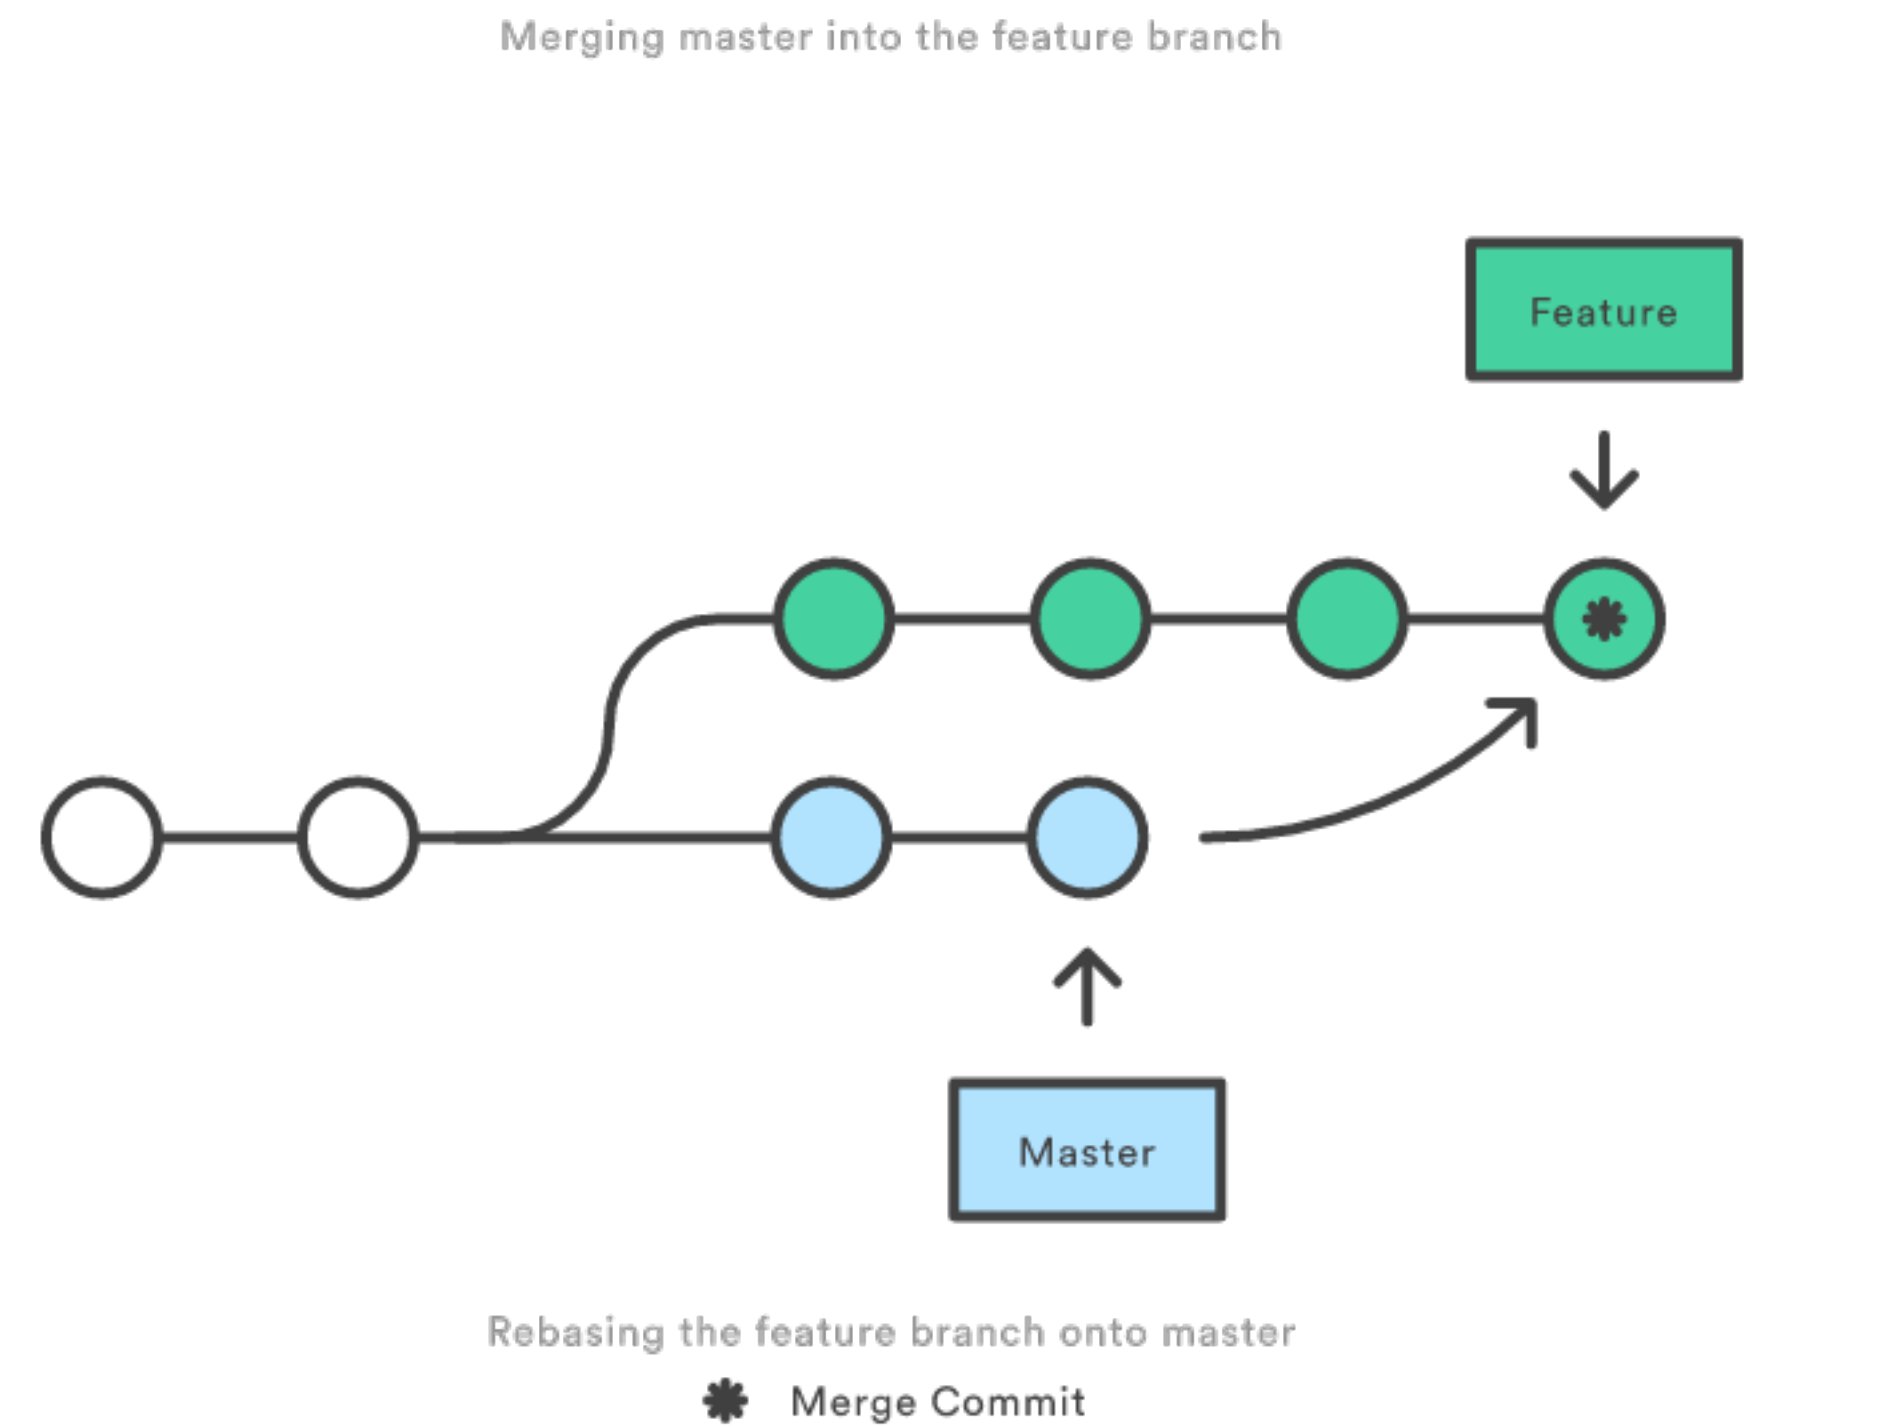 Merging master into the feature branch
Feature
Master
Rebasing the feature branch onto master
Merge Commit